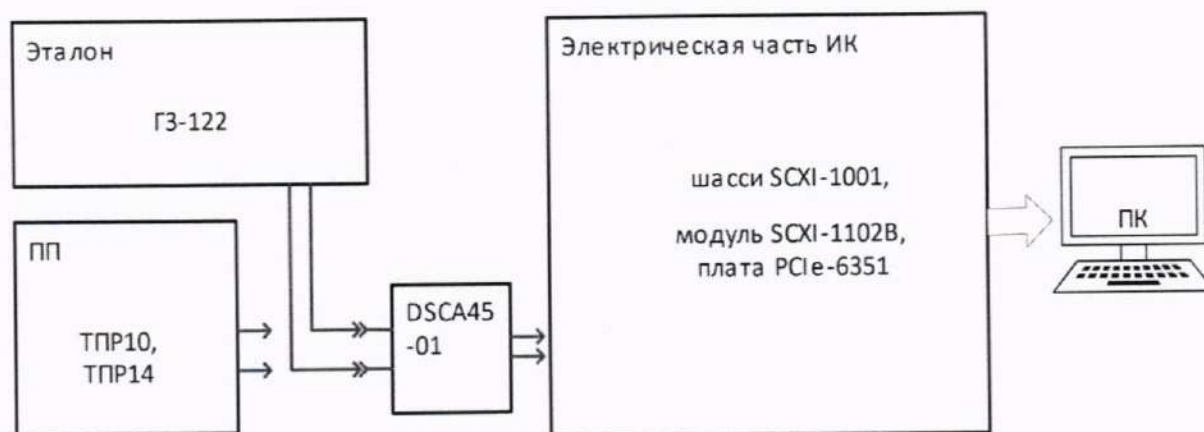 Эталон
ГЗ-122
ПП
ТПР10,
ТПР14
DSCA45
-01
Электрическая часть ИК
шасси SCXI-1001,
модуль SCXI-1102B,
плата PCIe-6351
ПК